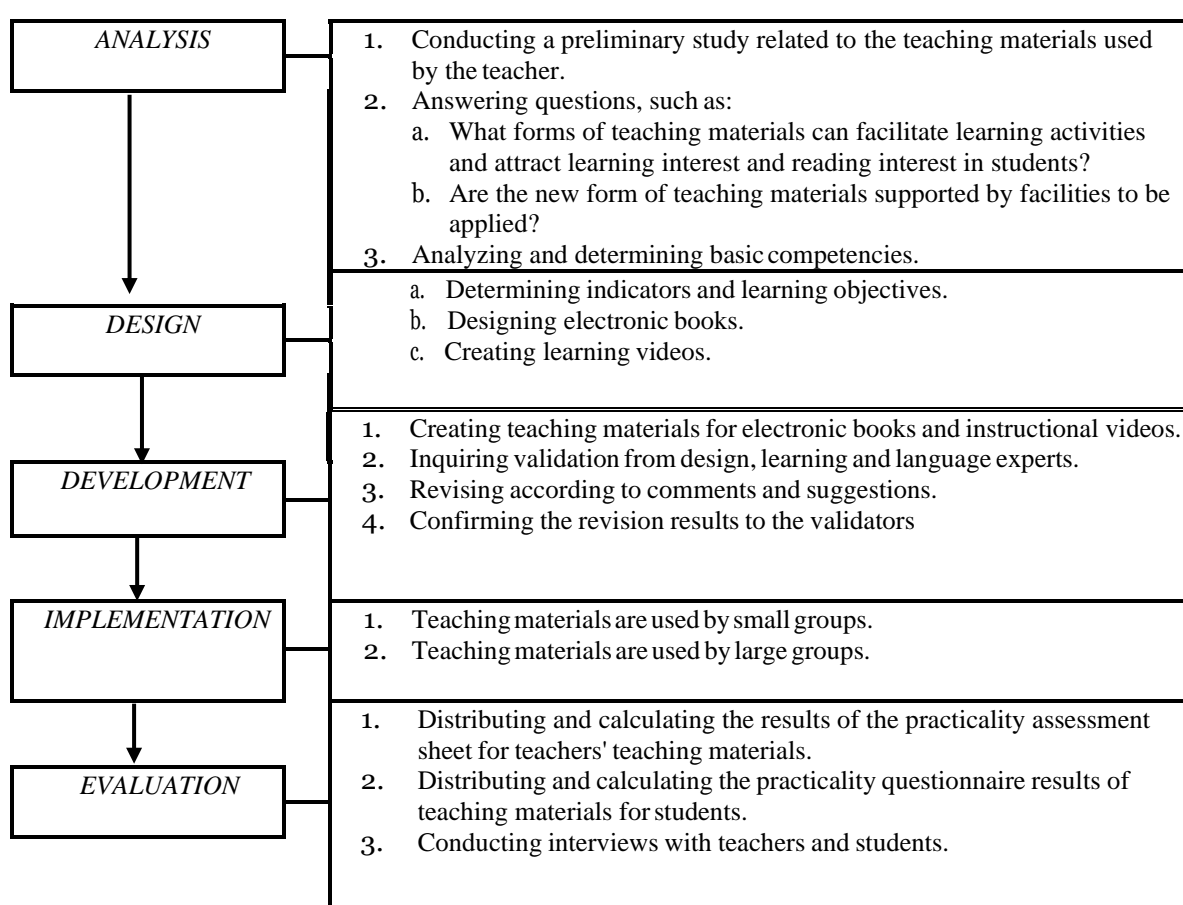 ANALYSIS
1. Conducting a preliminary study related to the teaching materials used
by the teacher.
2. Answering questions, such as:
a. What forms of teaching materials can facilitate learning activities
and attract learning interest and reading interest in students?
b. Are the new form of teaching materials supported by facilities to be
applied?
3. Analyzing and determining basic competencies.
DESIGN
a. Determining indicators and learning objectives.
b. Designing electronic books.
c. Creating learning videos.
DEVELOPMENT
1. Creating teaching materials for electronic books and instructional videos.
2. Inquiring validation from design, learning and language experts.
3. Revising according to comments and suggestions.
4. Confirming the revision results to the validators
IMPLEMENTATION
1. Teaching materials are used by small groups.
2. Teaching materials are used by large groups.
EVALUATION
1. Distributing and calculating the results of the practicality assessment
sheet for teachers' teaching materials.
2. Distributing and calculating the practicality questionnaire results of
teaching materials for students.
3. Conducting interviews with teachers and students.